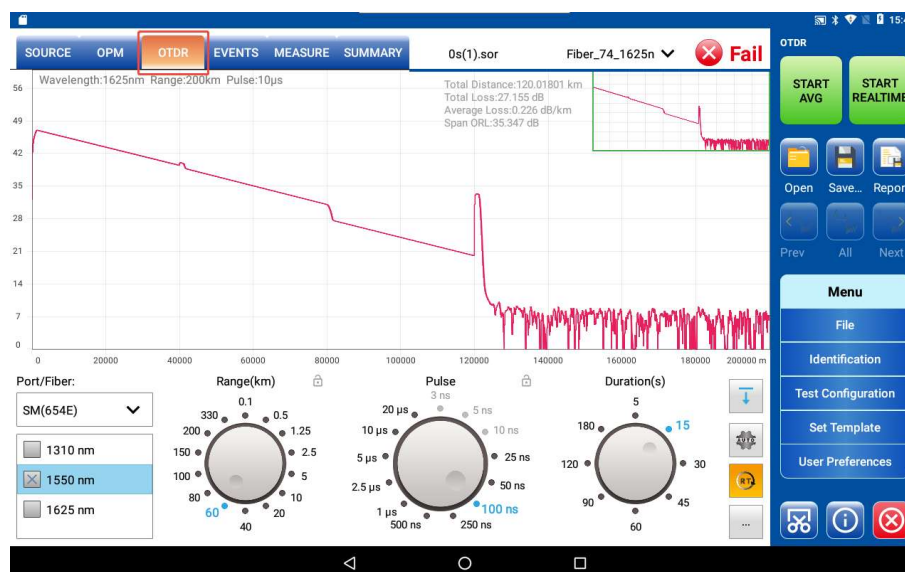 15:4
SOURCE OPM OTDR EVENTS MEASURE SUMMARY 0s(1).sor Fiber_74_1625n Fail
OTDR
Wavelength:1625nm Range:200km Pulse:10μs
Total Distance:120.01801 km
Total Loss:27.155 dB
Average Loss:0.226 dB/km
Span ORL:35.347 dB
56
49
42
35
28
21
14
7
0
0 20000 40000 60000 80000 100000 120000 140000 160000 180000 200000 m
START AVG
START REALTIME
Open Save... Repor
Prev All Next
Menu
File
Identification
Test Configuration
Set Template
User Preferences
Port/Fiber:
SM(654E)
1310 nm
1550 nm
1625 nm
Range(km)
0.1
330 0.5
200 1.25
150 2.5
100 5
80 10
60 20
40
Pulse
3 ns
20 μs 5 ns
10 μs 10 ns
5 μs 25 ns
2.5 μs 50 ns
1 μs 100 ns
500 ns 250 ns
Duration(s)
5
180 15
120 30
90 45
60
AUTO
RT
...